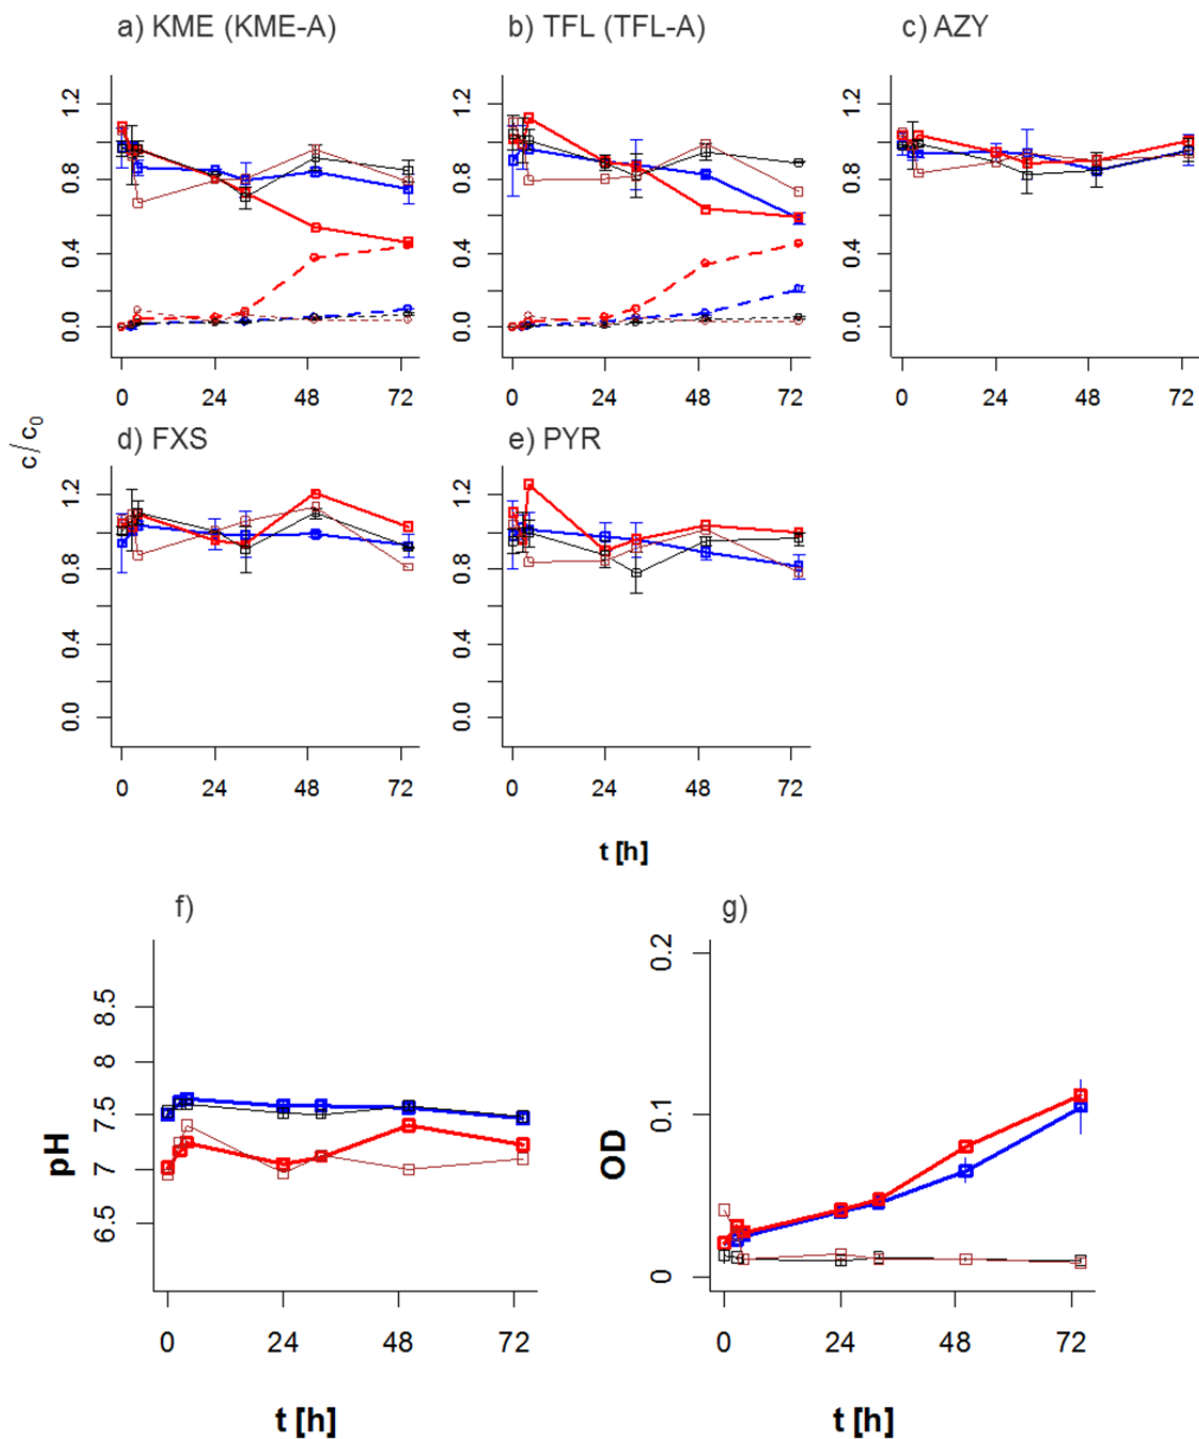 a) KME (KME-A)
b) TFL (TFL-A)
c) AZY
1.2
0.8
0.4
0.0
0 24 48 72
1.2
0.8
0.4
0.0
0 24 48 72
1.2
0.8
0.4
0.0
0 24 48 72
c/c0
d) FXS
e) PYR
1.2
0.8
0.4
0.0
0 24 48 72
1.2
0.8
0.4
0.0
0 24 48 72
t [h]
f)
g)
pH
8.5
8
7.5
7
6.5
0 24 48 72
t [h]
OD
0.2
0.1
0
0 24 48 72
t [h]